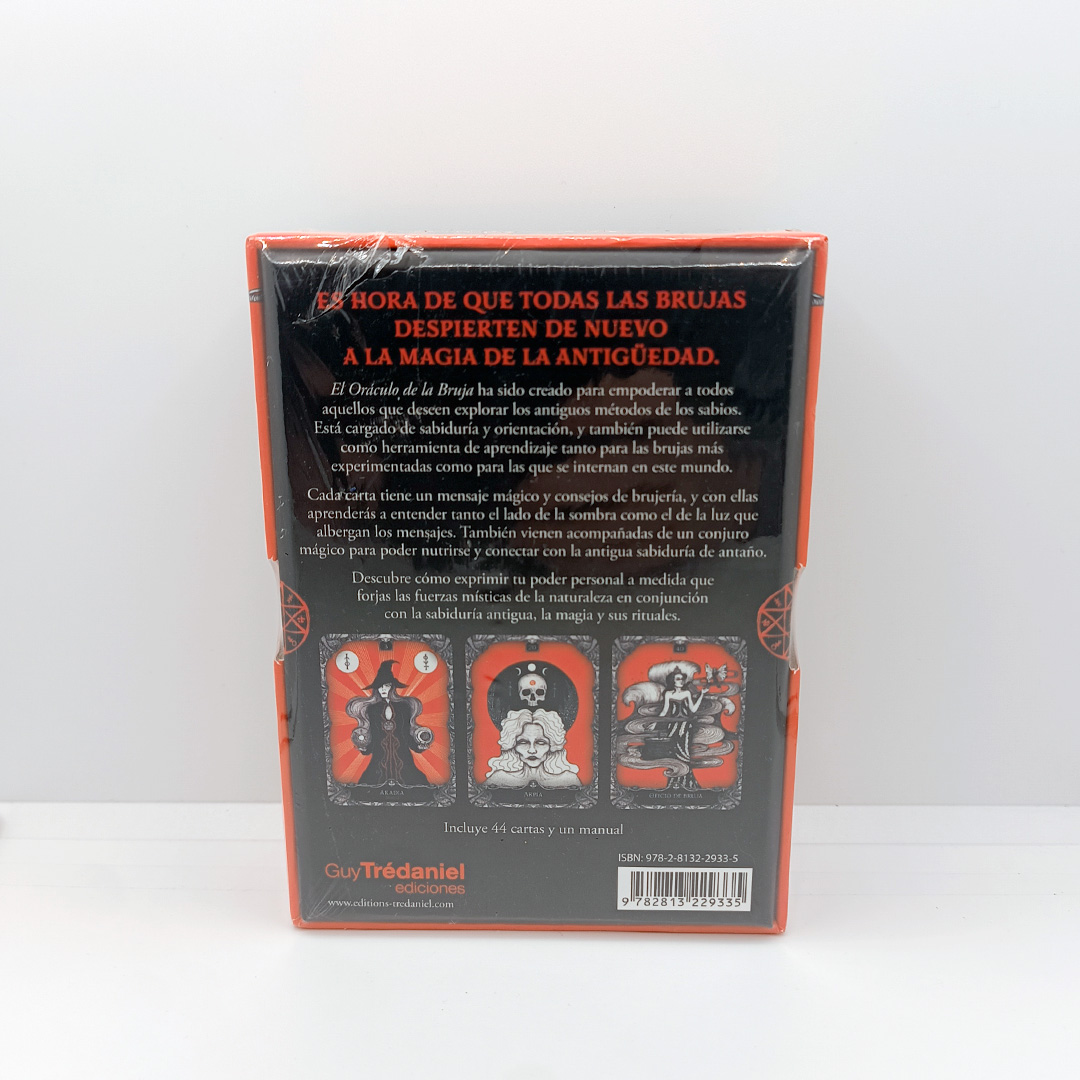 ES HORA DE QUE TODAS LAS BRUJAS
DESPIERTEN DE NUEVO
A LA MAGIA DE LA ANTIGÜEDAD.
El Oráculo de la Bruja ha sido creado para empoderar a todos
aquellos que deseen explorar los antiguos métodos de los sabios.
Está cargado de sabiduría y orientación, y también puede utilizarse
como herramienta de aprendizaje tanto para las brujas más
experimentadas como para las que se internan en este mundo.
Cada carta tiene un mensaje mágico y consejos de brujería, y con ellas
aprenderás a entender tanto el lado de la sombra como el de la luz que
albergan los mensajes. También vienen acompañadas de un conjuro
mágico para poder nutrirse y conectar con la antigua sabiduría de antaño.
Descubre cómo exprimir tu poder personal a medida que
forjas las fuerzas místicas de la naturaleza en conjunción
con la sabiduría antigua, la magia y sus rituales.
40
ARADIA
ARPÍA
OFICIO DE BRUJA
Incluye 44 cartas y un manual
GuyTrédaniel
ediciones
www.editions-tredaniel.com
ISBN: 978-2-8132-2933-5
9 782813 229335